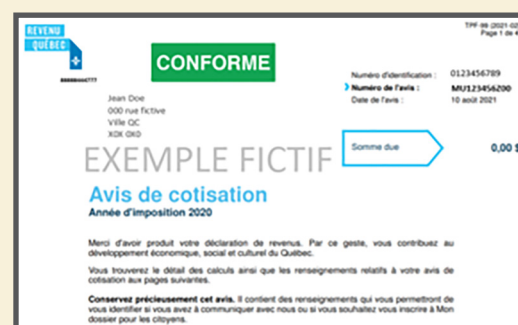 REVENU
QUÉBEC
TPF-98 (2021-02
Page 1 de 4
CONFORME
Numéro d'identification : 0123456789
Numéro de l'avis : MU123456200
Date de l'avis : 10 août 2021
Jean Doe
000 rue fictive
Ville QC
X0X 0X0
Somme due 0,00 $
EXEMPLE FICTIF
Avis de cotisation
Année d'imposition 2020
Merci d'avoir produit votre déclaration de revenus. Par ce geste, vous contribuez au
développement économique, social et culturel du Québec.
Vous trouverez le détail des calculs ainsi que les renseignements relatifs à votre avis de
cotisation aux pages suivantes.
Conservez précieusement cet avis. Il contient des renseignements qui vous permettront de
vous identifier si vous avez à communiquer avec nous ou si vous souhaitez vous inscrire à Mon
dossier pour les citoyens.